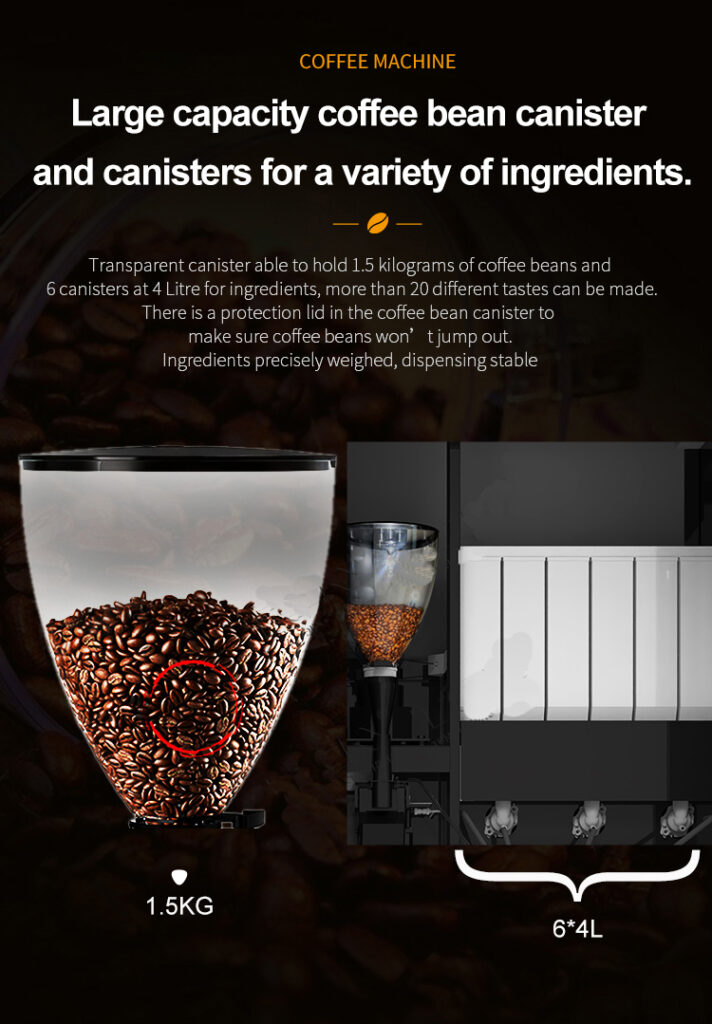 COFFEE MACHINE
Large capacity coffee bean canister
and canisters for a variety of ingredients.
Transparent canister able to hold 1.5 kilograms of coffee beans and
6 canisters at 4 Litre for ingredients, more than 20 different tastes can be made.
There is a protection lid in the coffee bean canister to
make sure coffee beans won’t jump out.
Ingredients precisely weighed, dispensing stable
1.5KG
6*4L